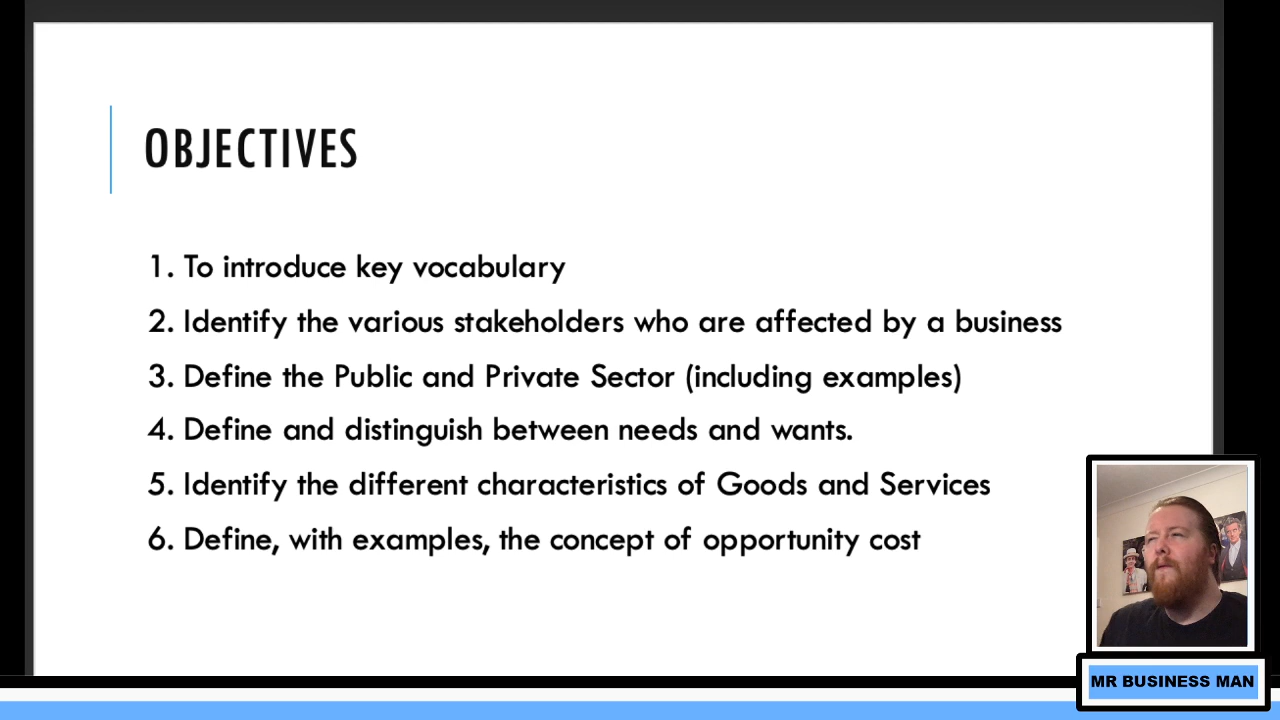 OBJECTIVES
1. To introduce key vocabulary
2. Identify the various stakeholders who are affected by a business
3. Define the Public and Private Sector (including examples)
4. Define and distinguish between needs and wants.
5. Identify the different characteristics of Goods and Services
6. Define, with examples, the concept of opportunity cost
MR BUSINESS MAN